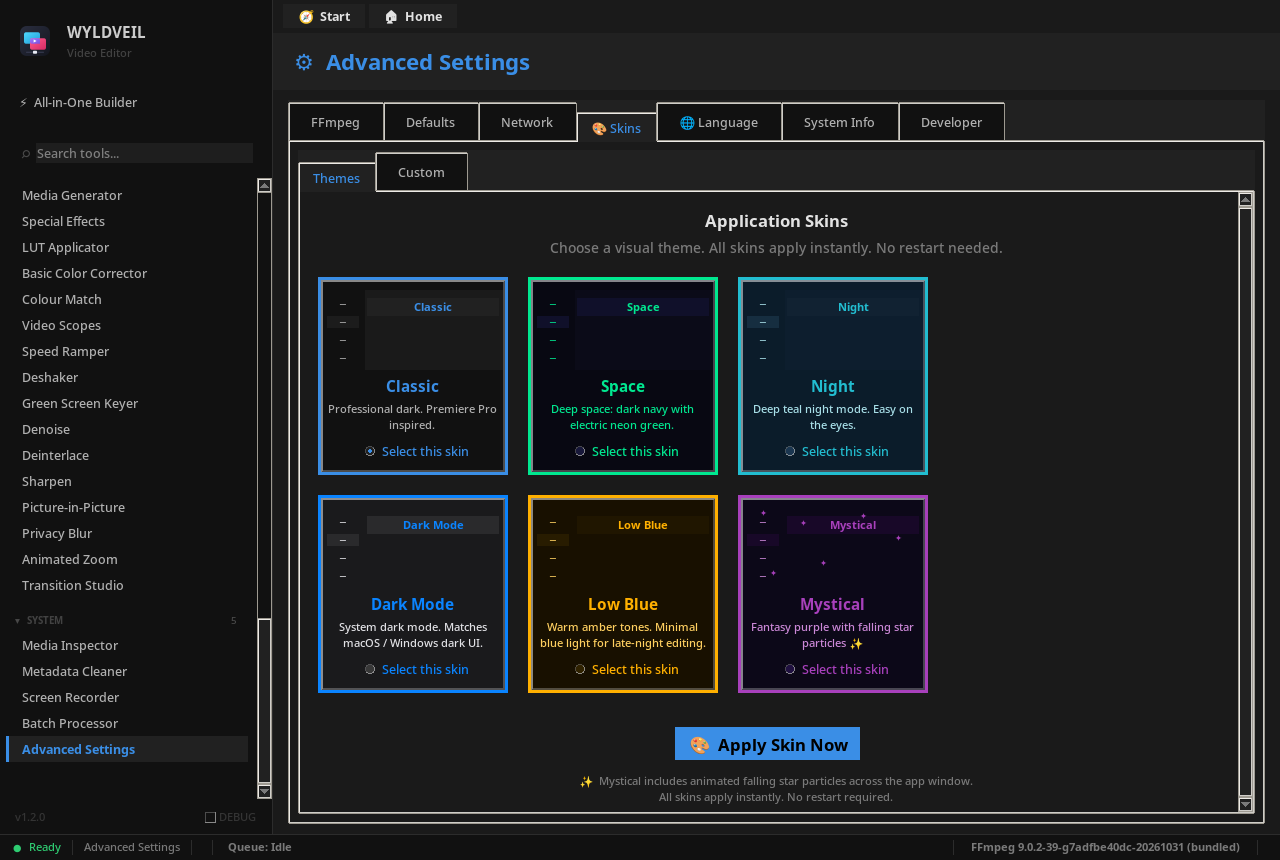 WYLDVEIL
Video Editor
⚡ All-in-One Builder
Search tools...
Media Generator
Special Effects
LUT Applicator
Basic Color Corrector
Colour Match
Video Scopes
Speed Ramper
Deshaker
Green Screen Keyer
Denoise
Deinterlace
Sharpen
Picture-in-Picture
Privacy Blur
Animated Zoom
Transition Studio
SYSTEM 5
Media Inspector
Metadata Cleaner
Screen Recorder
Batch Processor
Advanced Settings
v1.2.0 DEBUG
🧭 Start 🏠 Home
⚙ Advanced Settings
FFmpeg Defaults Network 🎨 Skins 🌐 Language System Info Developer
Themes Custom
Application Skins
Choose a visual theme. All skins apply instantly. No restart needed.
Classic
Classic
Professional dark. Premiere Pro
inspired.
Select this skin
Space
Space
Deep space: dark navy with
electric neon green.
Select this skin
Night
Night
Deep teal night mode. Easy on
the eyes.
Select this skin
Dark Mode
Dark Mode
System dark mode. Matches
macOS / Windows dark UI.
Select this skin
Low Blue
Low Blue
Warm amber tones. Minimal
blue light for late-night editing.
Select this skin
Mystical
Mystical
Fantasy purple with falling star
particles ✨
Select this skin
🎨 Apply Skin Now
✨ Mystical includes animated falling star particles across the app window.
All skins apply instantly. No restart required.
● Ready Advanced Settings Queue: Idle FFmpeg 9.0.2-39-g7adfbe40dc-20261031 (bundled)